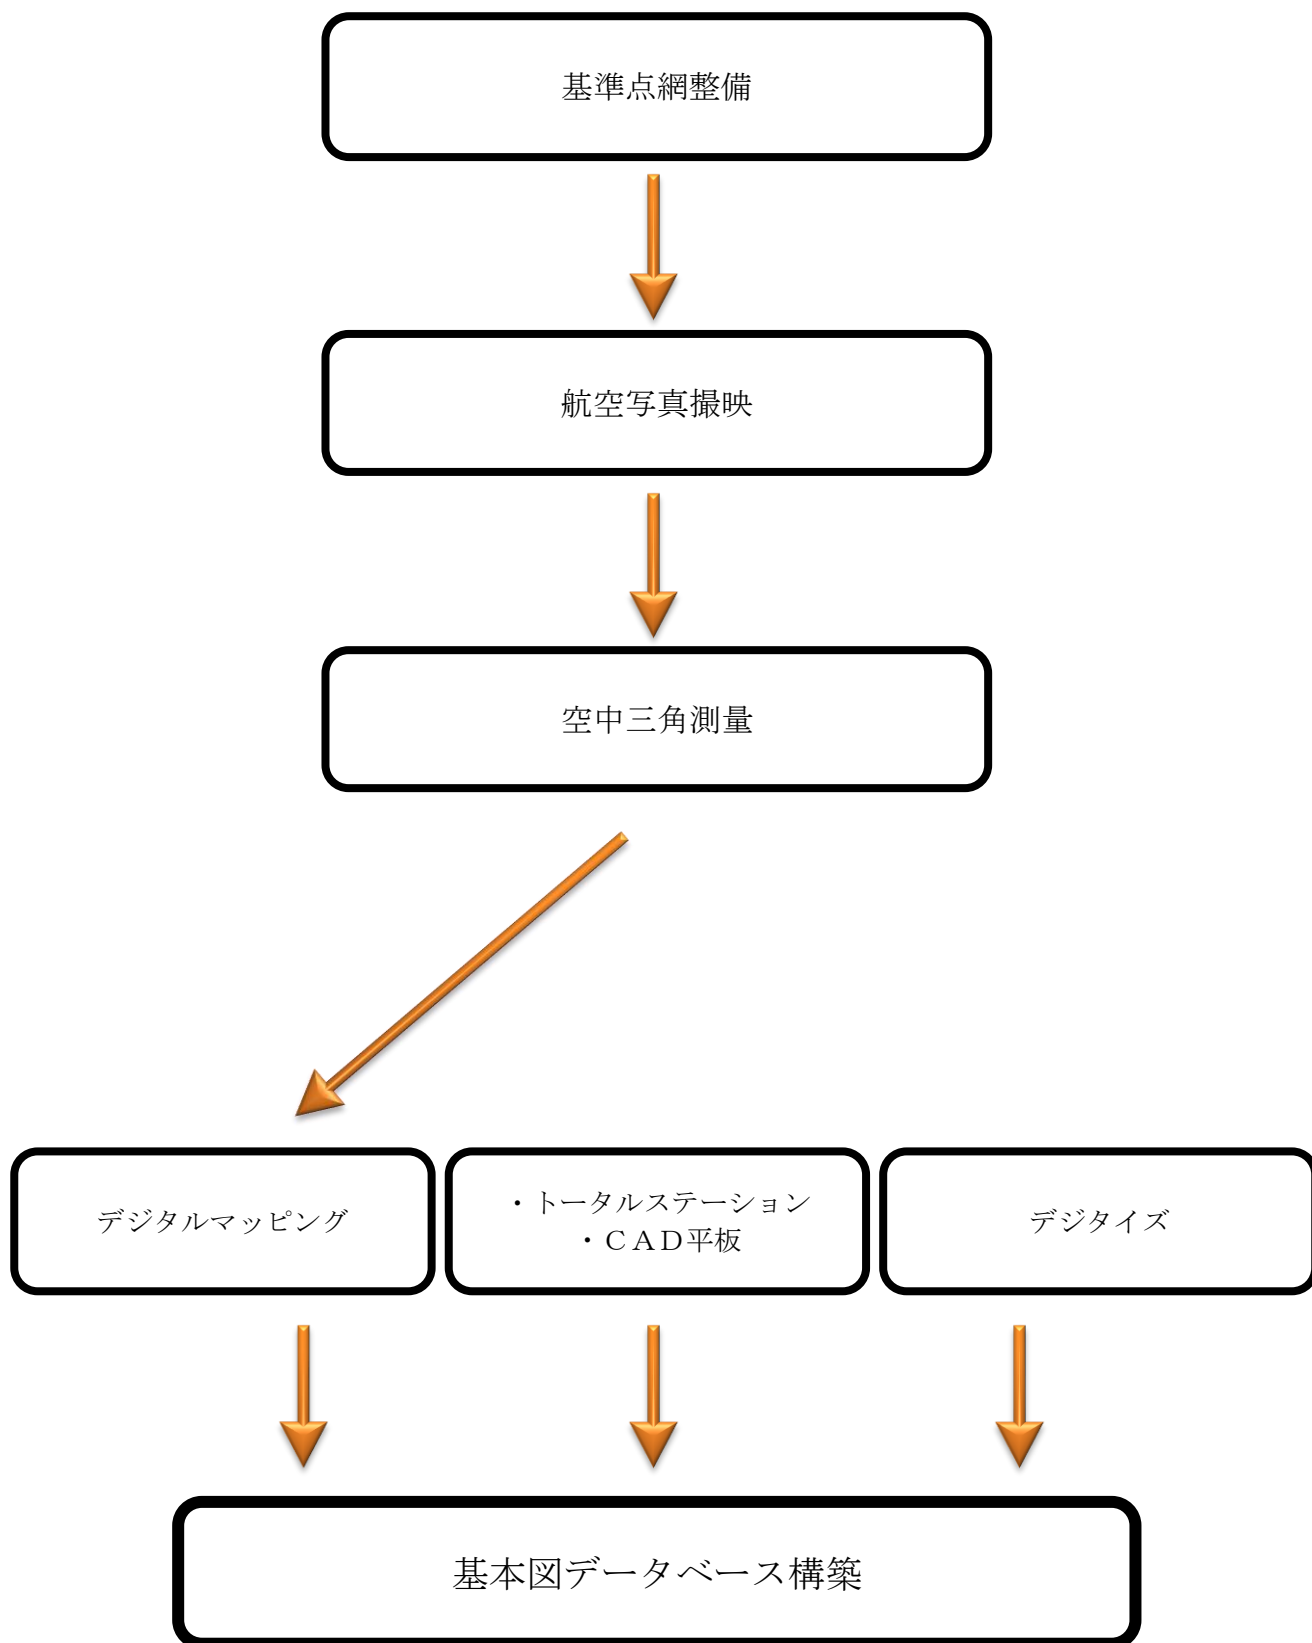 基準点網整備
航空写真撮映
空中三角測量
デジタルマッピング
・トータルステーション
・ＣＡＤ平板
デジタイズ
基本図データベース構築